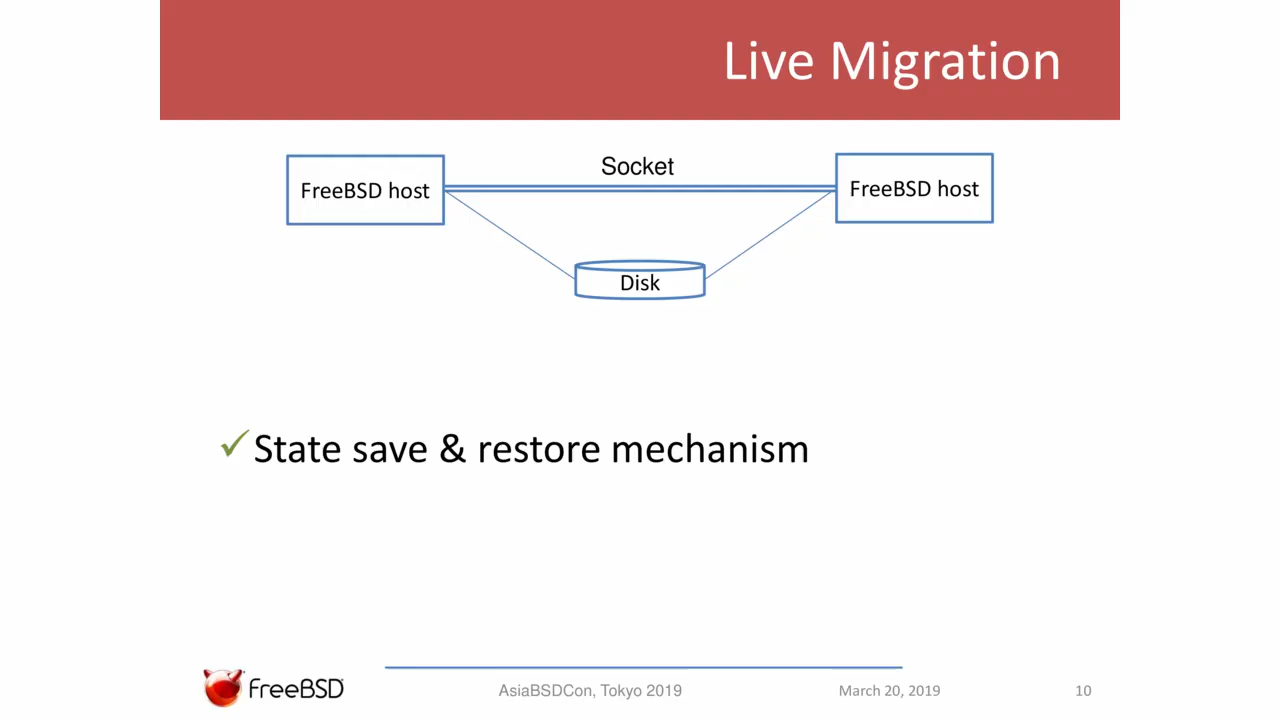 Live Migration
Socket
FreeBSD host
FreeBSD host
Disk
State save & restore mechanism
FreeBSD
AsiaBSDCon, Tokyo 2019
March 20, 2019
10